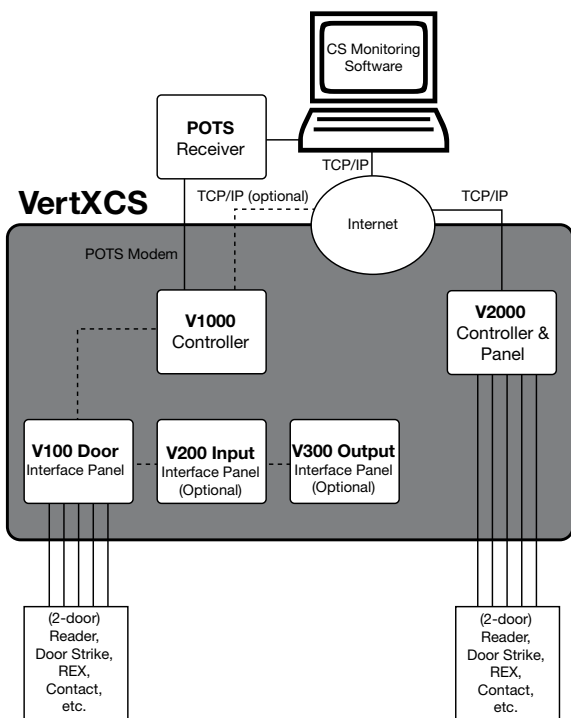 CS Monitoring
Software
POTS
Receiver
TCP/IP
VertXCS
TCP/IP (optional)
TCP/IP
Internet
POTS Modem
V1000
Controller
V2000
Controller &
Panel
V100 Door
Interface Panel
V200 Input
Interface Panel
(Optional)
V300 Output
Interface Panel
(Optional)
(2-door)
Reader,
Door Strike,
REX,
Contact,
etc.
(2-door)
Reader,
Door Strike,
REX,
Contact,
etc.